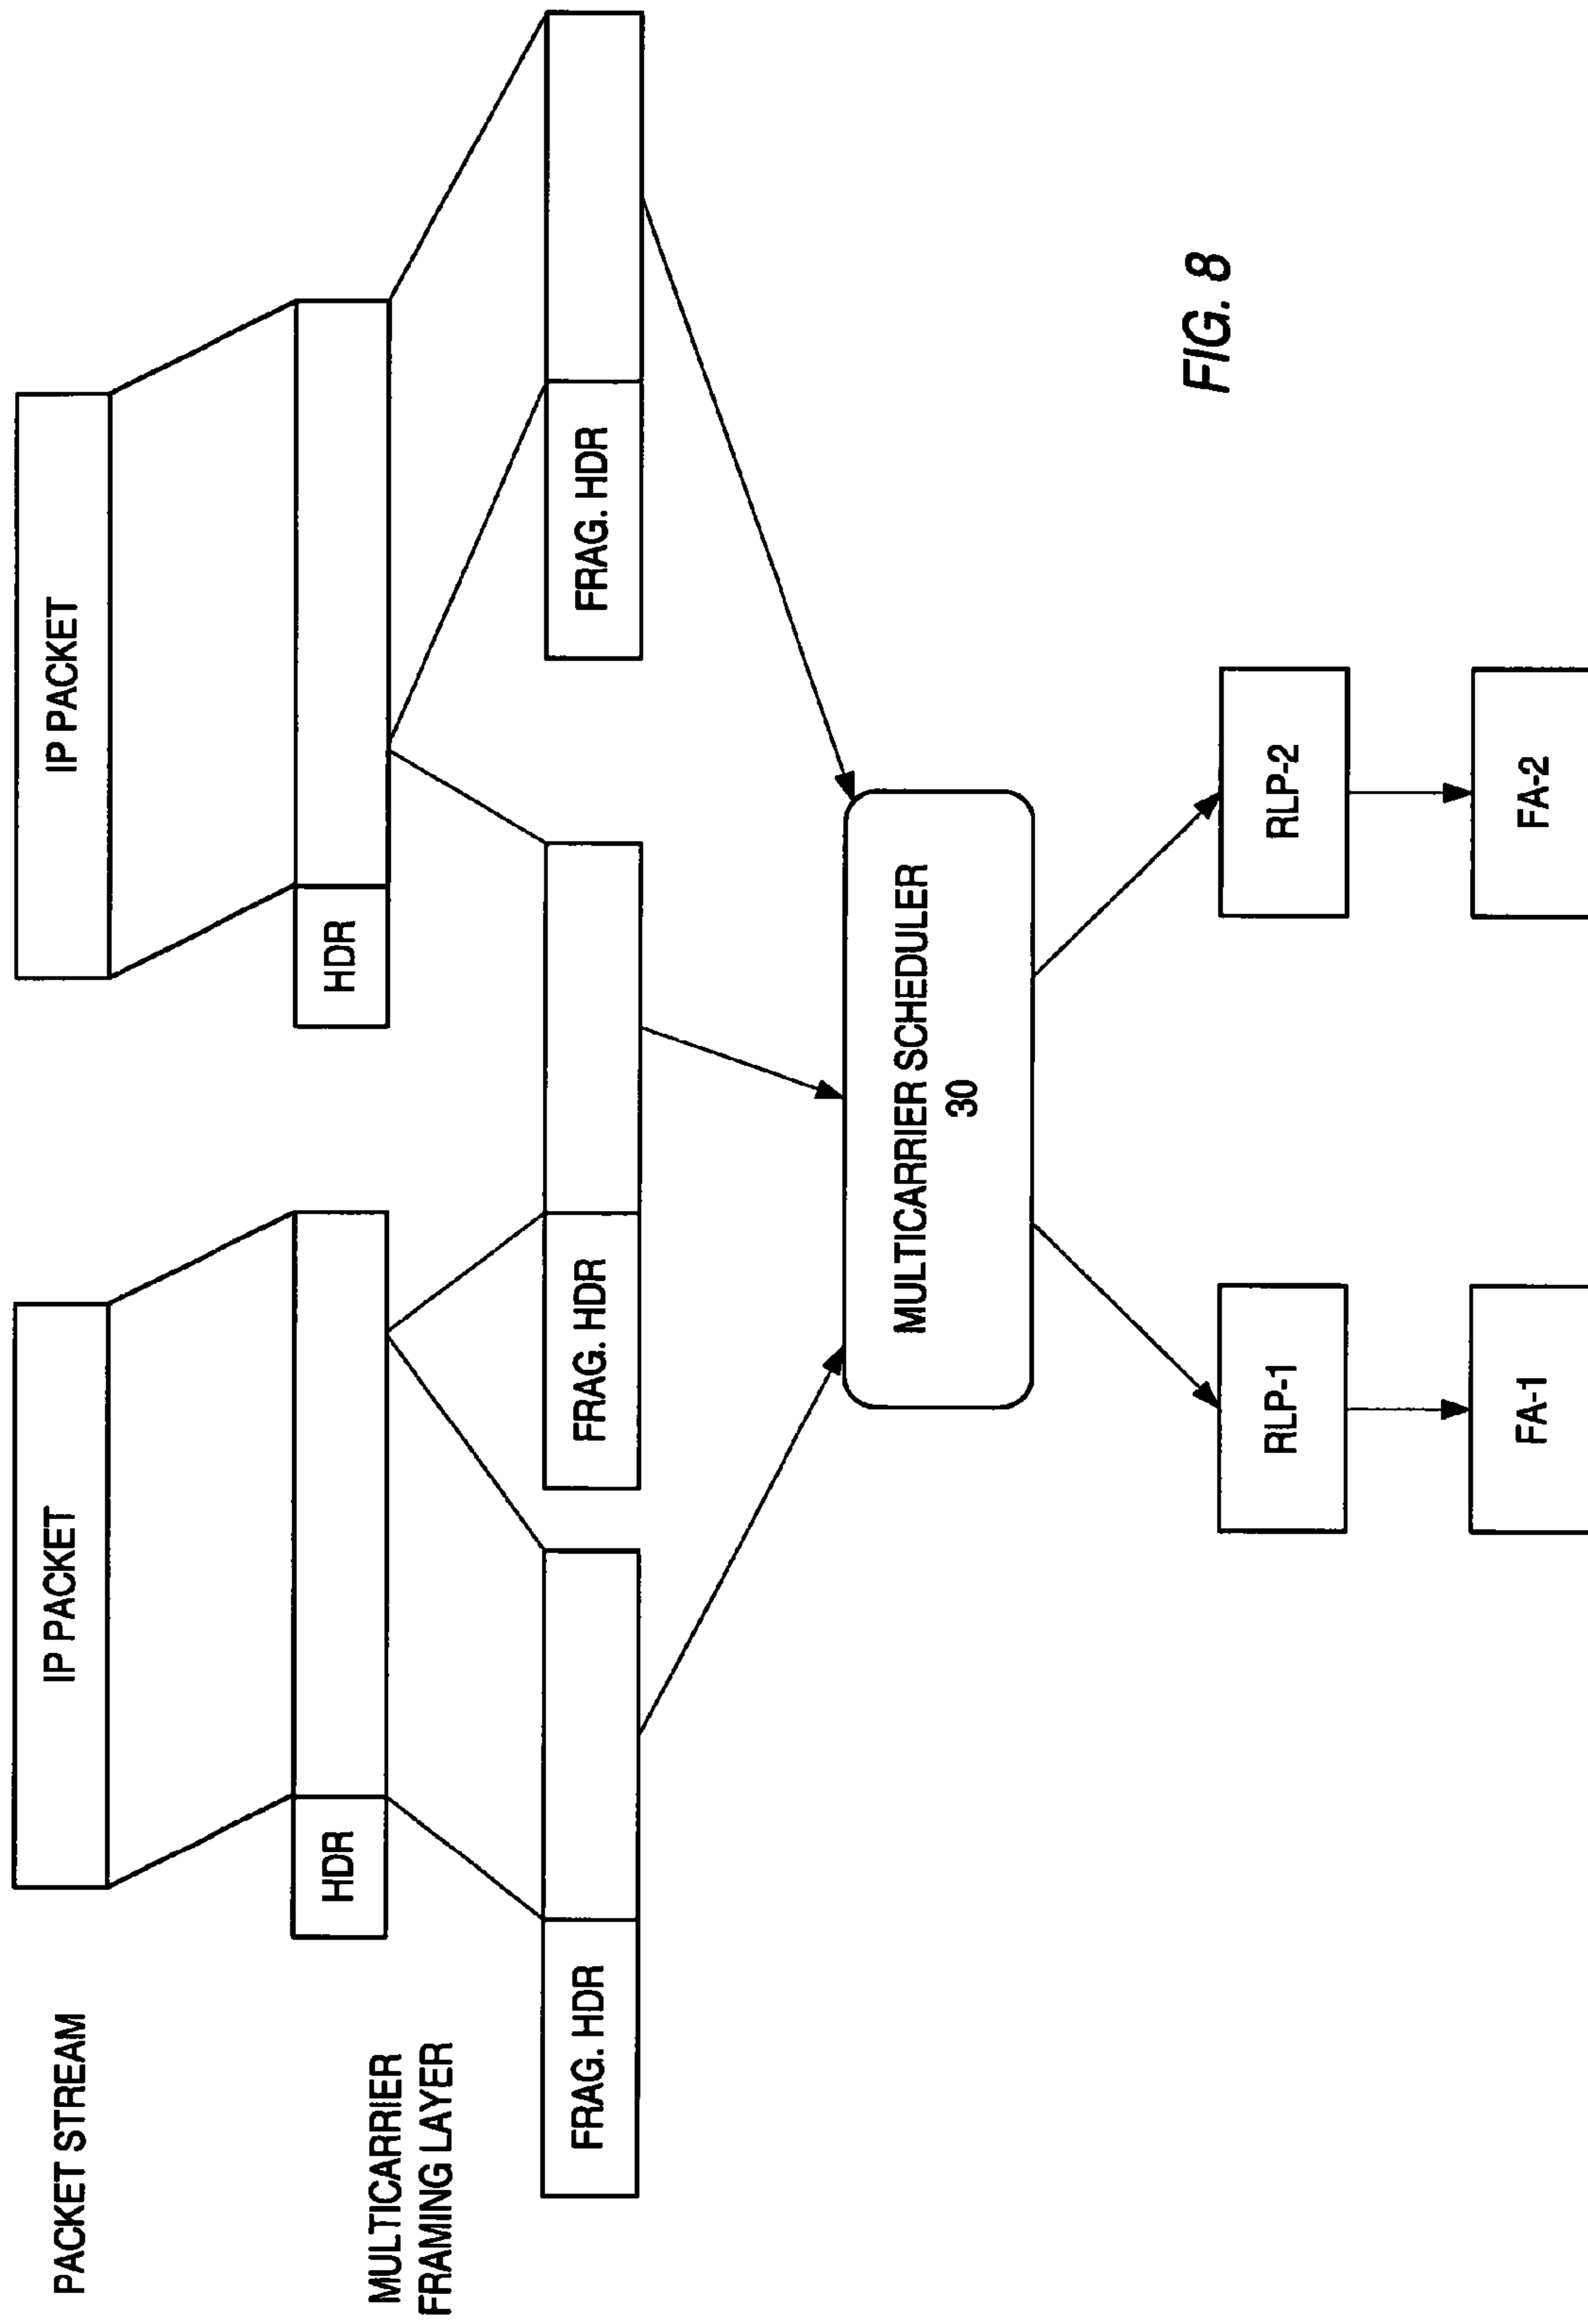 PACKET STREAM
IP PACKET
IP PACKET
MULTICARRIER
FRAMING LAYER
HDR
HDR
FRAG. HDR
FRAG. HDR
FRAG. HDR
MULTICARRIER SCHEDULER
30
RLP-1
RLP-2
FA-1
FA-2
FIG. 8